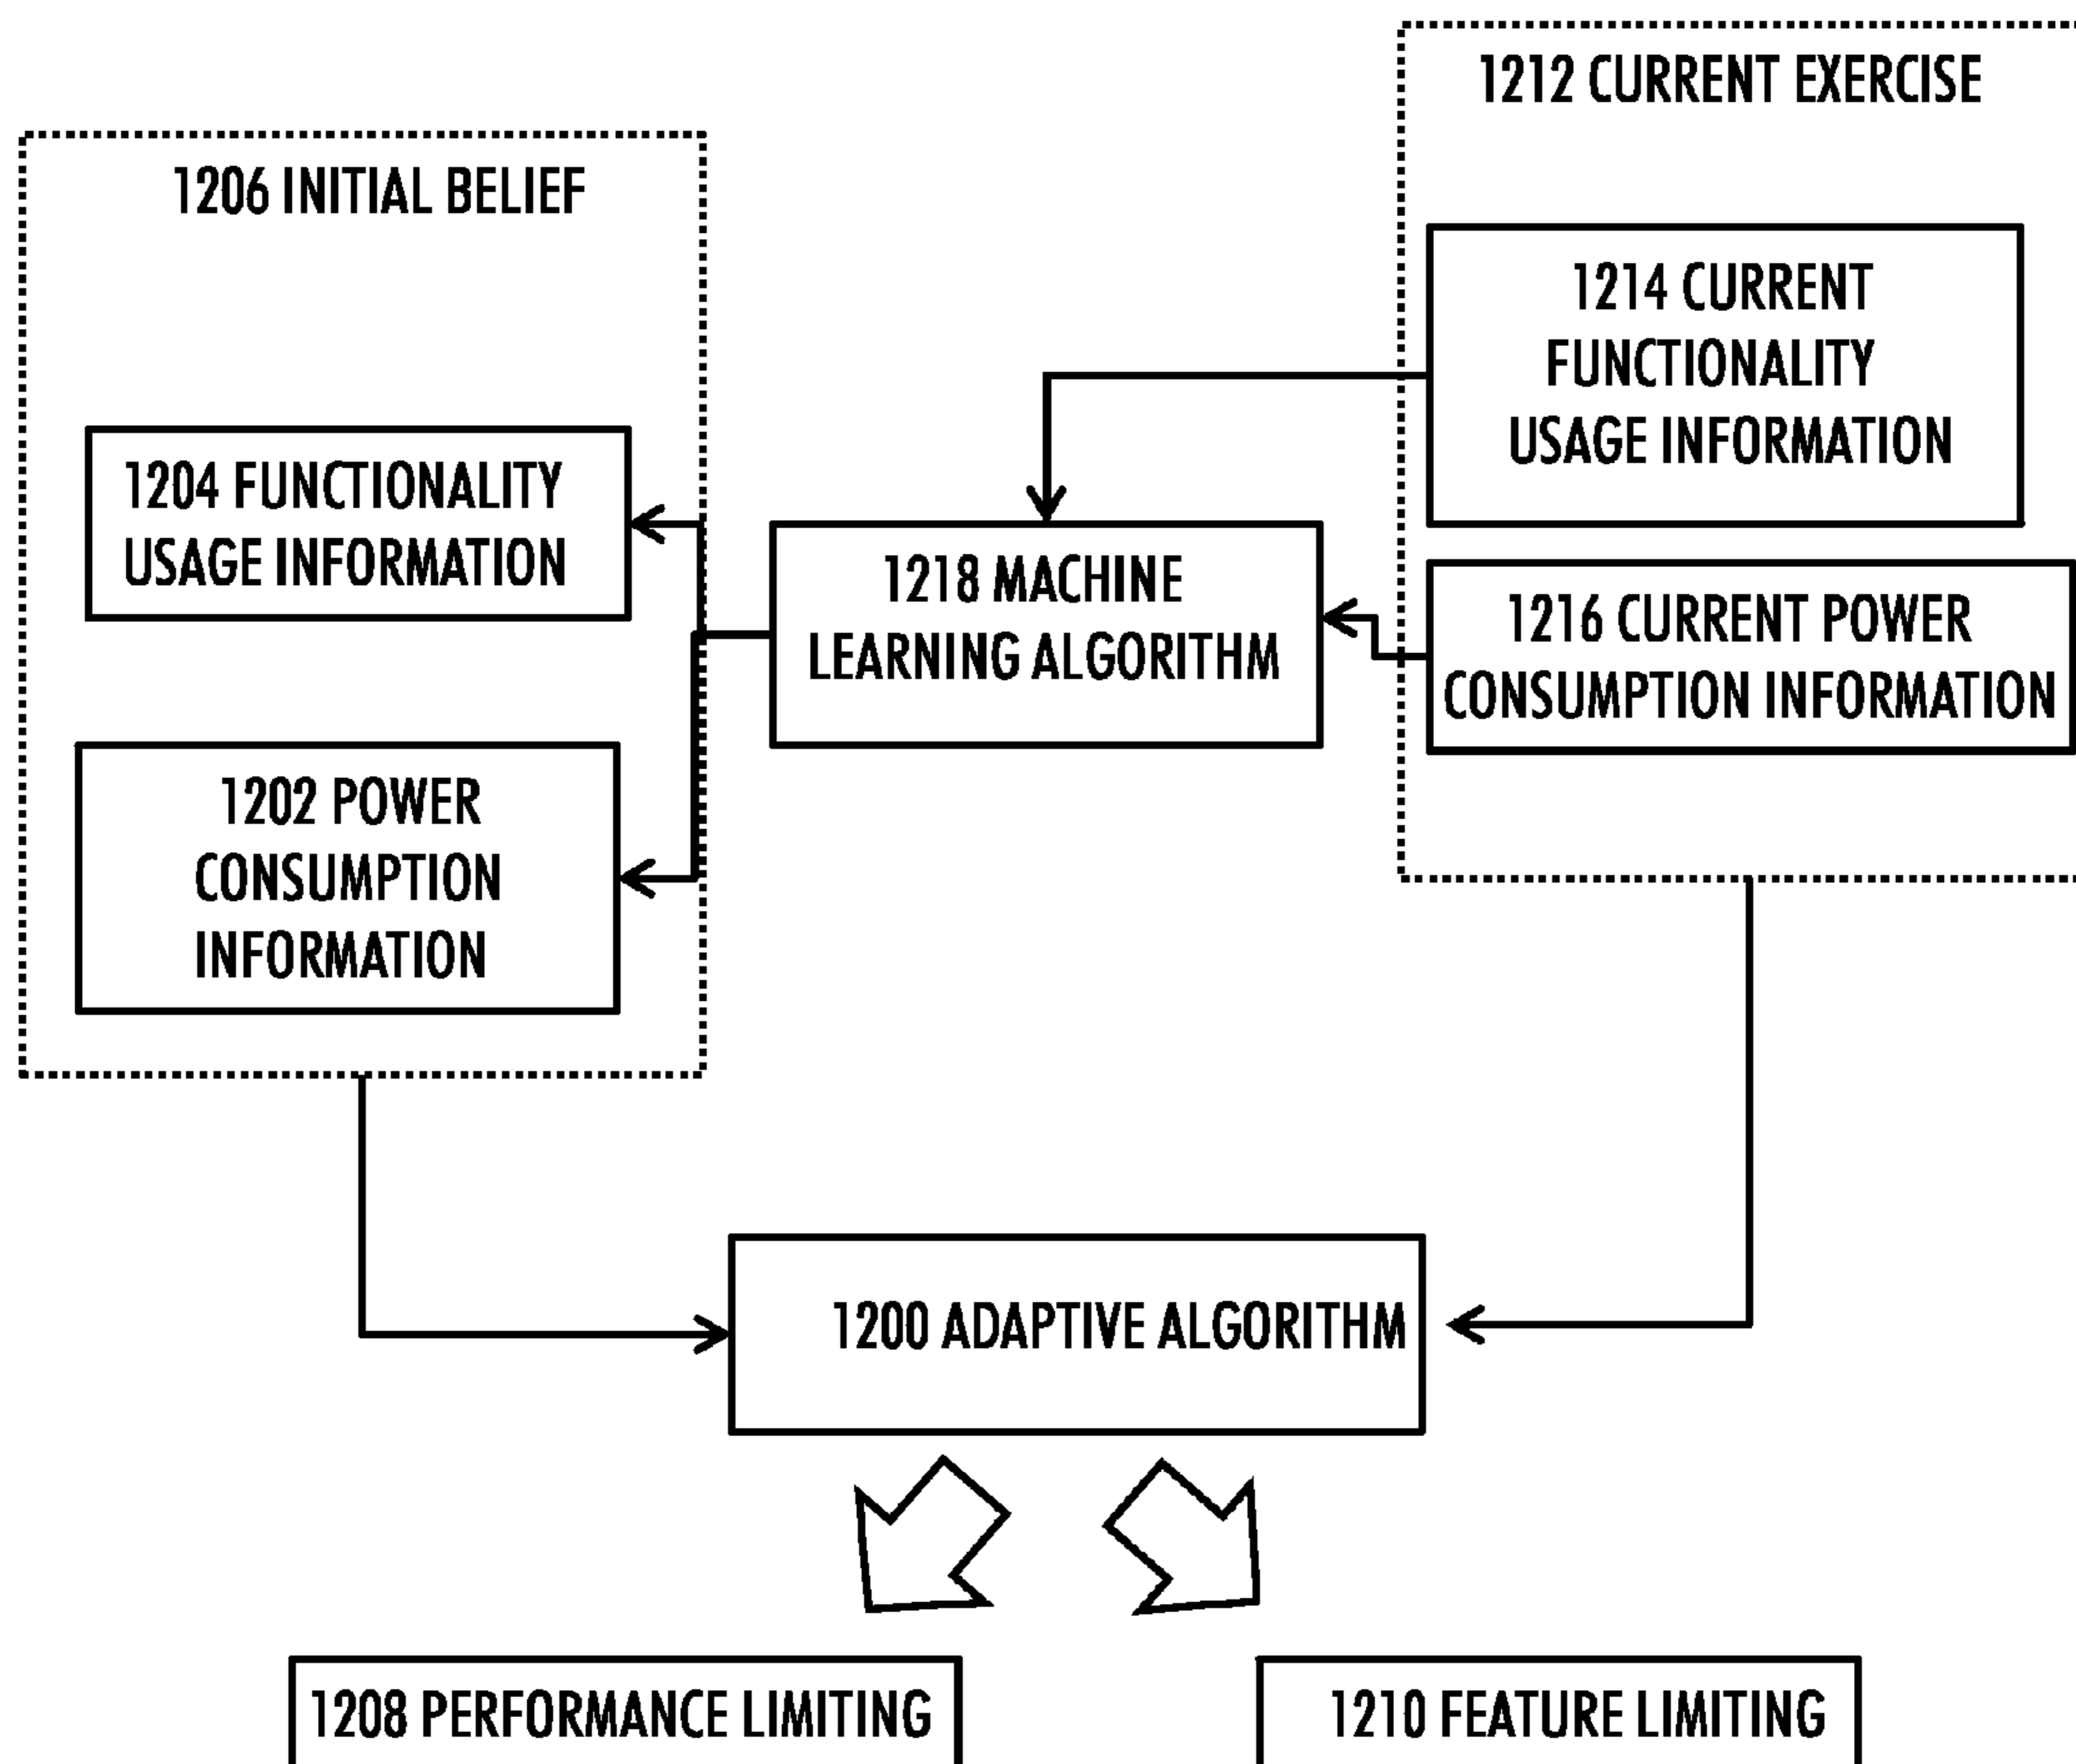 1212 CURRENT EXERCISE
1206 INITIAL BELIEF
1214 CURRENT
FUNCTIONALITY
USAGE INFORMATION
1204 FUNCTIONALITY
USAGE INFORMATION
1218 MACHINE
LEARNING ALGORITHM
1216 CURRENT POWER
CONSUMPTION INFORMATION
1202 POWER
CONSUMPTION
INFORMATION
1200 ADAPTIVE ALGORITHM
1208 PERFORMANCE LIMITING
1210 FEATURE LIMITING